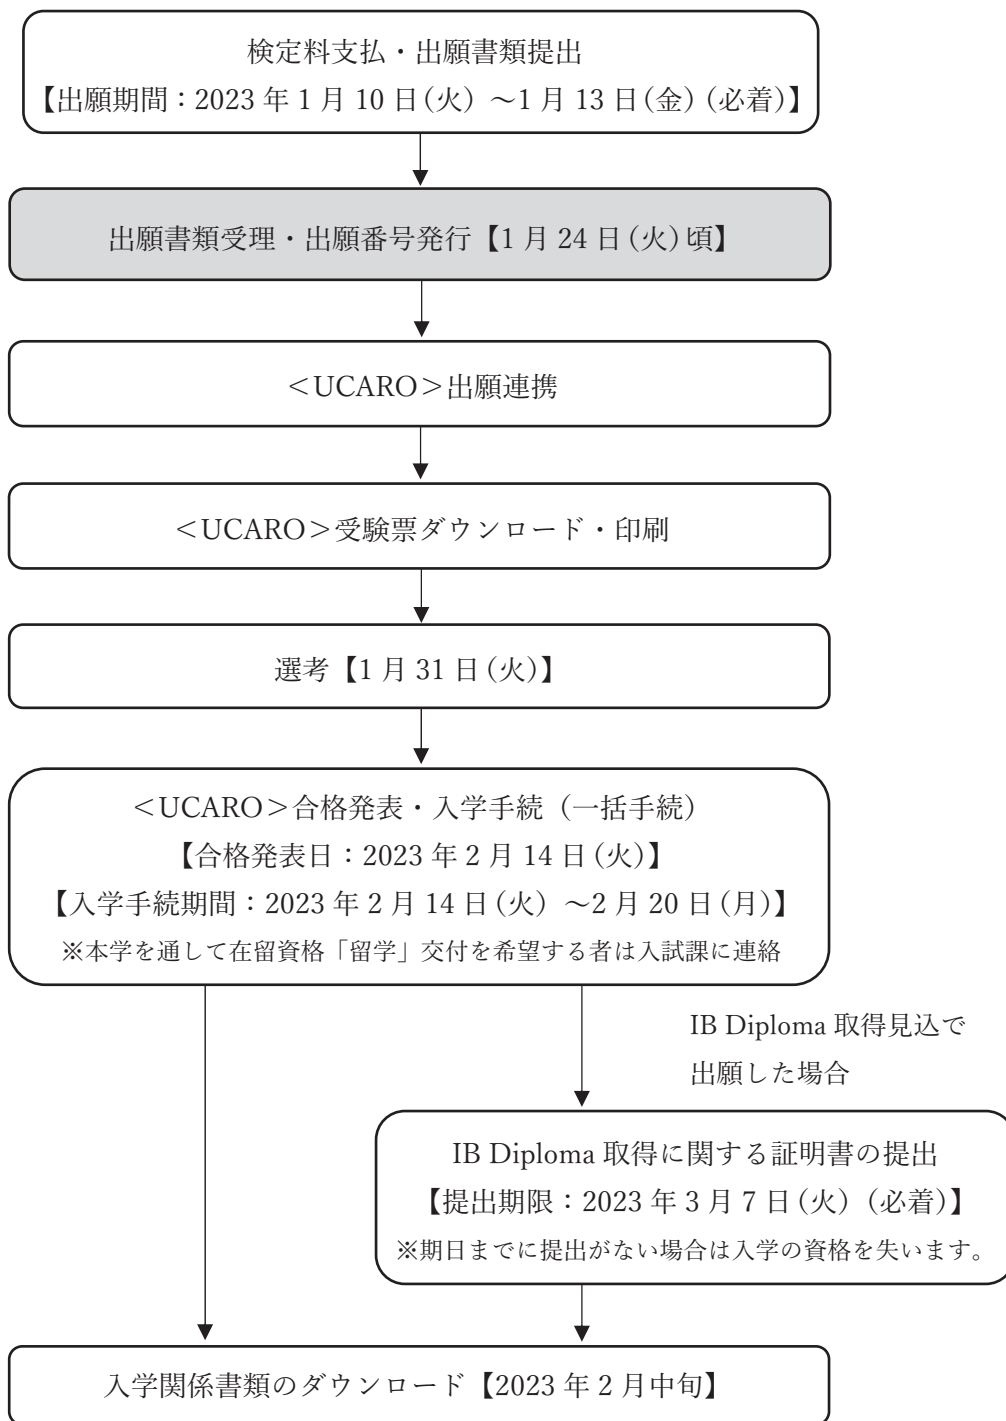 検定料支払・出願書類提出
【出願期間：2023 年 1 月 10 日(火) ～1 月 13 日(金) (必着)】
出願書類受理・出願番号発行【1 月 24 日(火)頃】
＜UCARO＞出願連携
＜UCARO＞受験票ダウンロード・印刷
選考【1 月 31 日(火)】
＜UCARO＞合格発表・入学手続（一括手続）
【合格発表日：2023 年 2 月 14 日(火)】
【入学手続期間：2023 年 2 月 14 日(火) ～2 月 20 日(月)】
※本学を通して在留資格「留学」交付を希望する者は入試課に連絡
IB Diploma 取得見込で
出願した場合
IB Diploma 取得に関する証明書の提出
【提出期限：2023 年 3 月 7 日(火) (必着)】
※期日までに提出がない場合は入学の資格を失います。
入学関係書類のダウンロード【2023 年 2 月中旬】